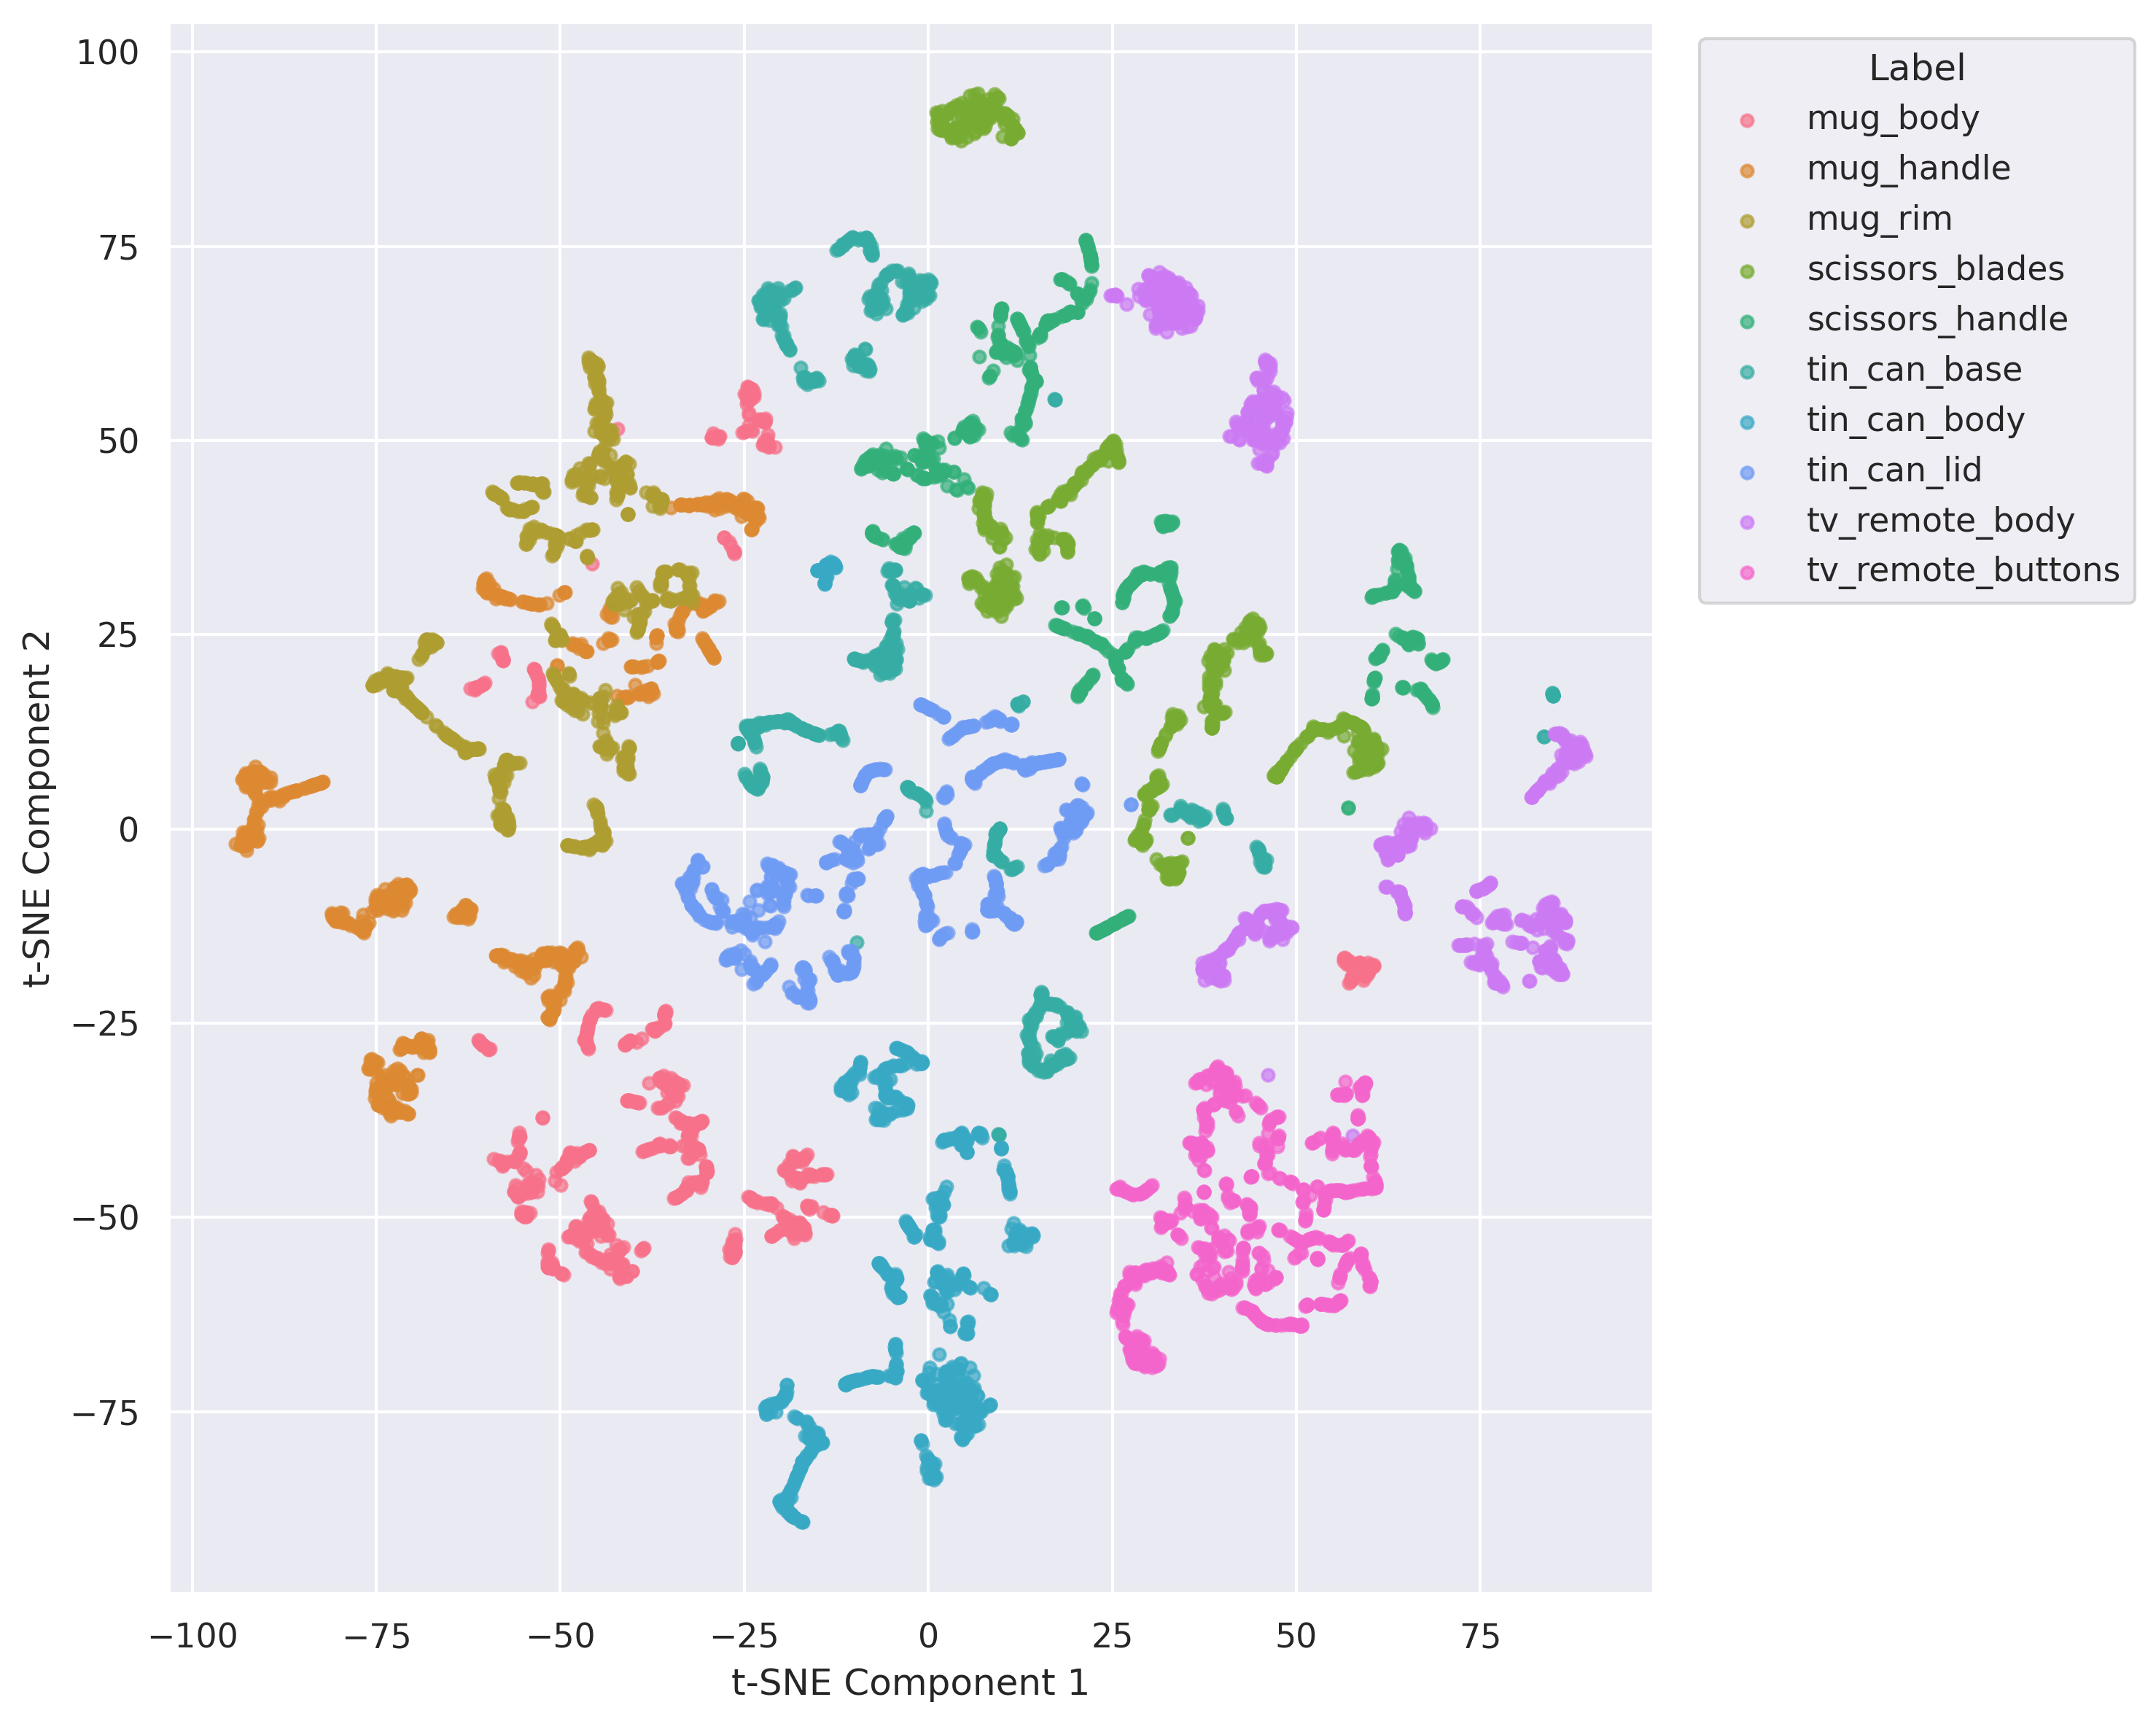 100
75
50
25
0
−25
−50
−75
t-SNE Component 2
−100
−75
−50
−25
0
25
50
75
t-SNE Component 1
Label
mug_body
mug_handle
mug_rim
scissors_blades
scissors_handle
tin_can_base
tin_can_body
tin_can_lid
tv_remote_body
tv_remote_buttons